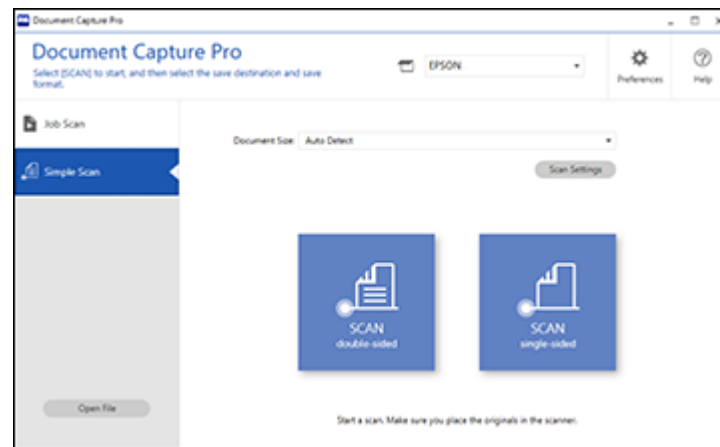 Document Capture Pro
Document Capture Pro
Select [SCAN] to start, and then select the save destination and save
format.
EPSON
Preferences
Help
Job Scan
Simple Scan
Document Size: Auto Detect
Scan Settings
SCAN
double-sided
SCAN
single-sided
Open File
Start a scan. Make sure you place the originals in the scanner.